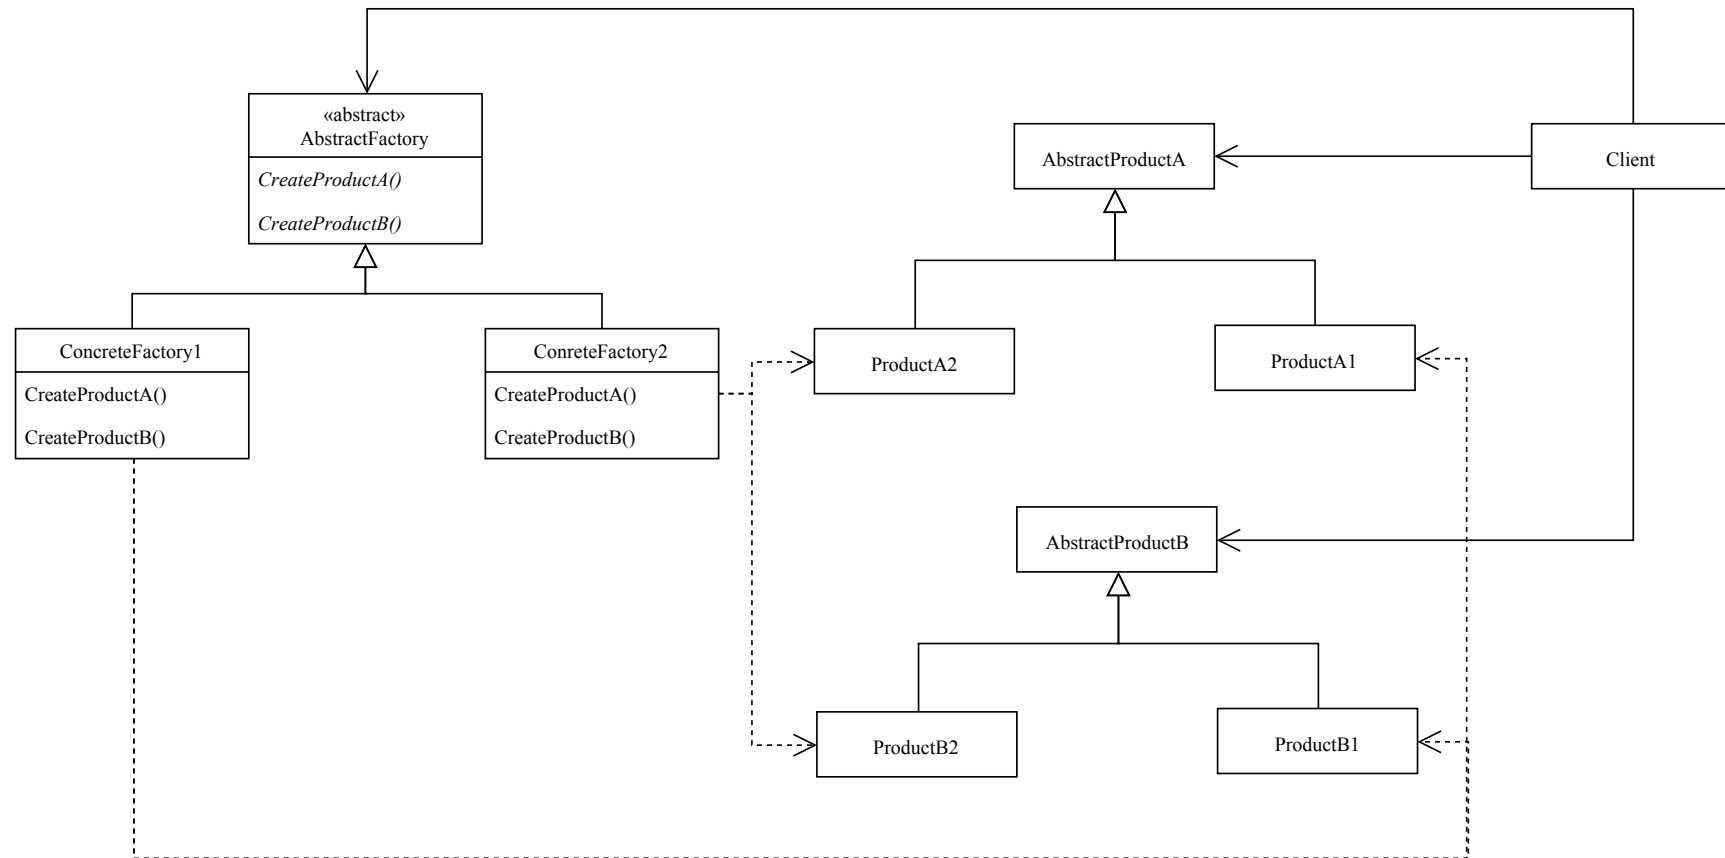 «abstract»
AbstractFactory
CreateProductA()
CreateProductB()
AbstractProductA
Client
ConcreteFactory1
CreateProductA()
CreateProductB()
ConreteFactory2
CreateProductA()
CreateProductB()
ProductA2
ProductA1
AbstractProductB
ProductB2
ProductB1